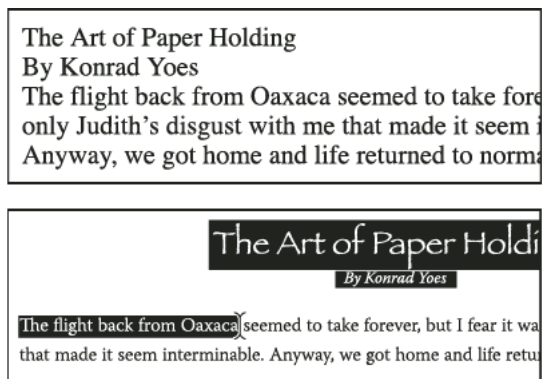 The Art of Paper Holding
By Konrad Yoes
The flight back from Oaxaca seemed to take fore
only Judith’s disgust with me that made it seem i
Anyway, we got home and life returned to norma
The Art of Paper Holdi
By Konrad Yoes
The flight back from Oaxaca seemed to take forever, but I fear it wa
that made it seem interminable. Anyway, we got home and life retu